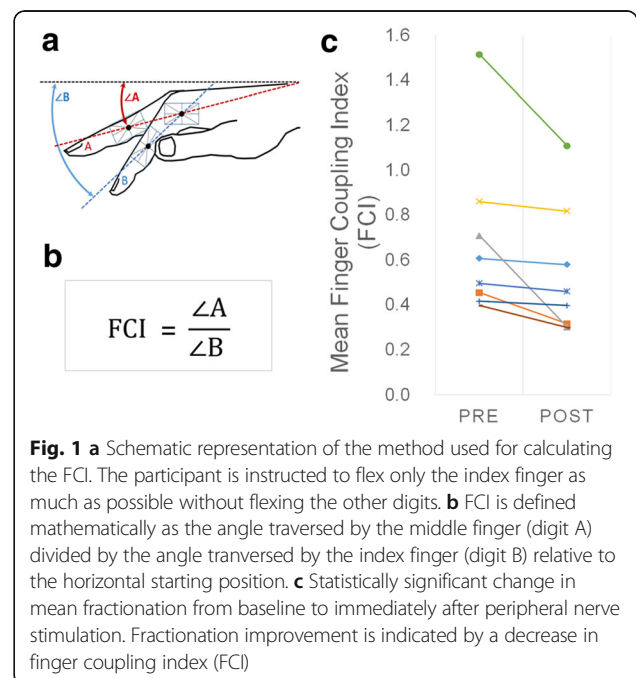 a
∠B
∠A
A
B
b
FCI = ∠A / ∠B
c
Mean Finger Coupling Index
(FCI)
1.6
1.4
1.2
1.0
0.8
0.6
0.4
0.2
0.0
PRE
POST
Fig. 1 a Schematic representation of the method used for calculating
the FCI. The participant is instructed to flex only the index finger as
much as possible without flexing the other digits. b FCI is defined
mathematically as the angle traversed by the middle finger (digit A)
divided by the angle tranversed by the index finger (digit B) relative to
the horizontal starting position. c Statistically significant change in
mean fractionation from baseline to immediately after peripheral nerve
stimulation. Fractionation improvement is indicated by a decrease in
finger coupling index (FCI)